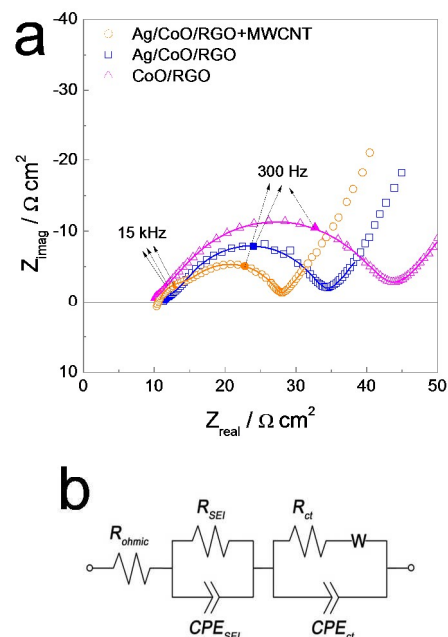 a
-40
-30
-20
-10
0
10
Z_imag / Ω cm²
Ag/CoO/RGO+MWCNT
Ag/CoO/RGO
CoO/RGO
300 Hz
15 kHz
0 10 20 30 40 50
Z_real / Ω cm²
b
R_ohmic
R_SEI
R_ct
W
CPE_SEI
CPE_ct